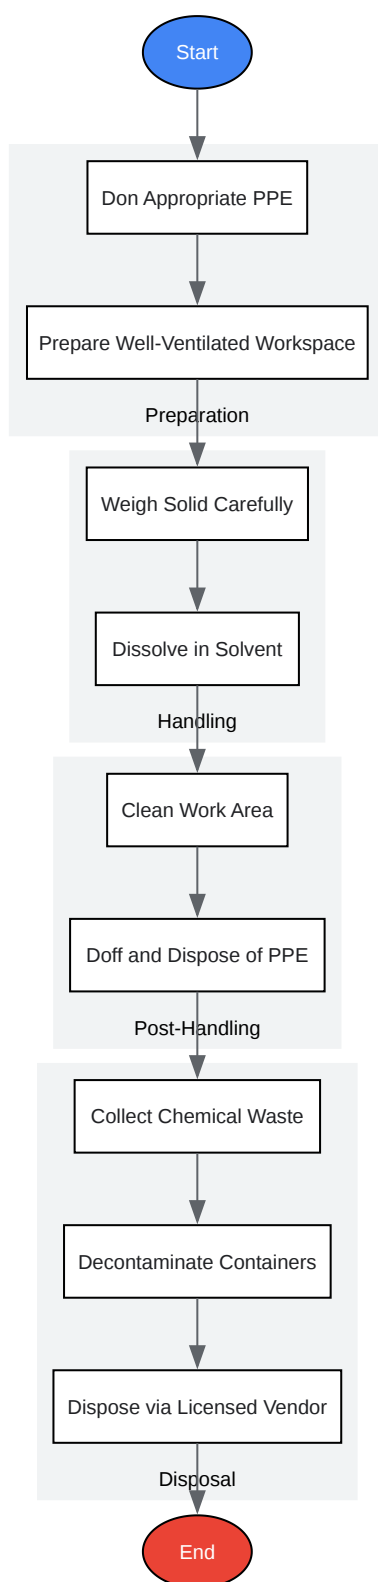 Start
Don Appropriate PPE
Prepare Well-Ventilated Workspace
Preparation
Weigh Solid Carefully
Dissolve in Solvent
Handling
Clean Work Area
Doff and Dispose of PPE
Post-Handling
Collect Chemical Waste
Decontaminate Containers
Dispose via Licensed Vendor
Disposal
End